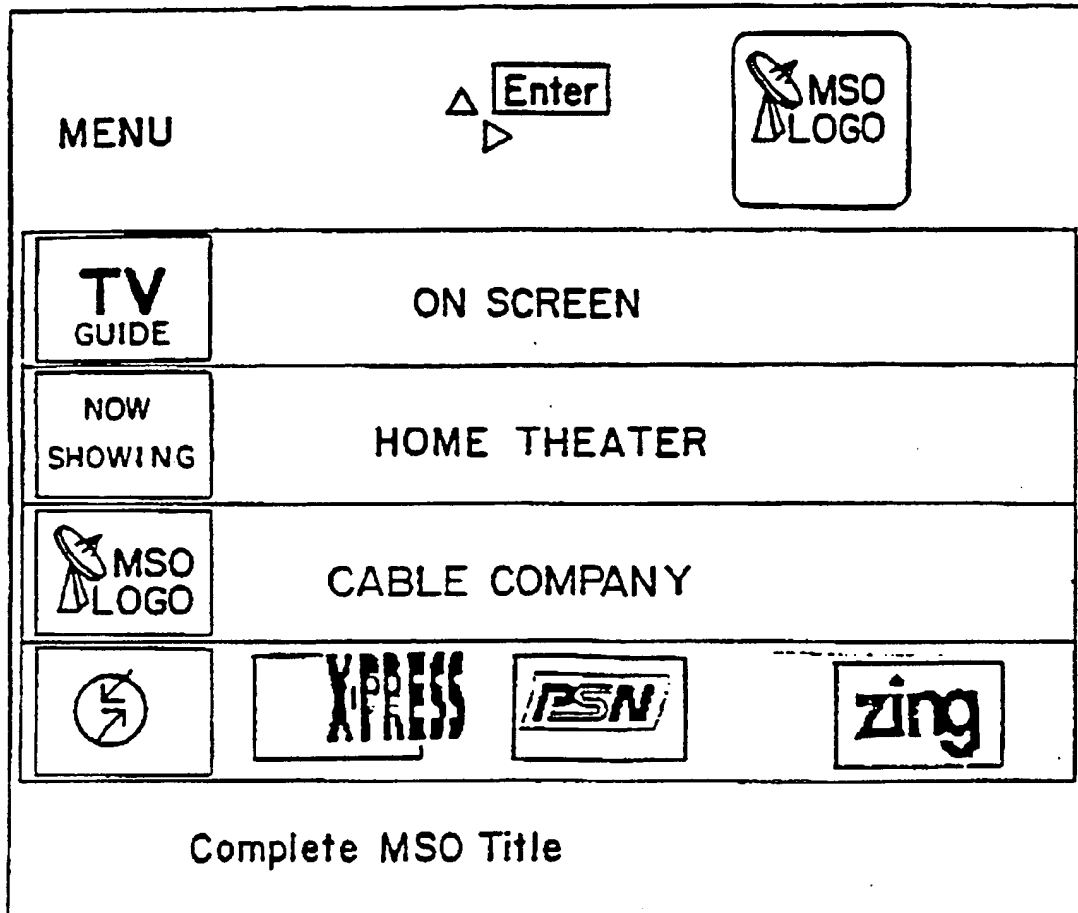 MENU
Enter
MSO
LOGO
TV
GUIDE
ON SCREEN
NOW
SHOWING
HOME THEATER
MSO
LOGO
CABLE COMPANY
X·PRESS
PSN
zing
Complete MSO Title